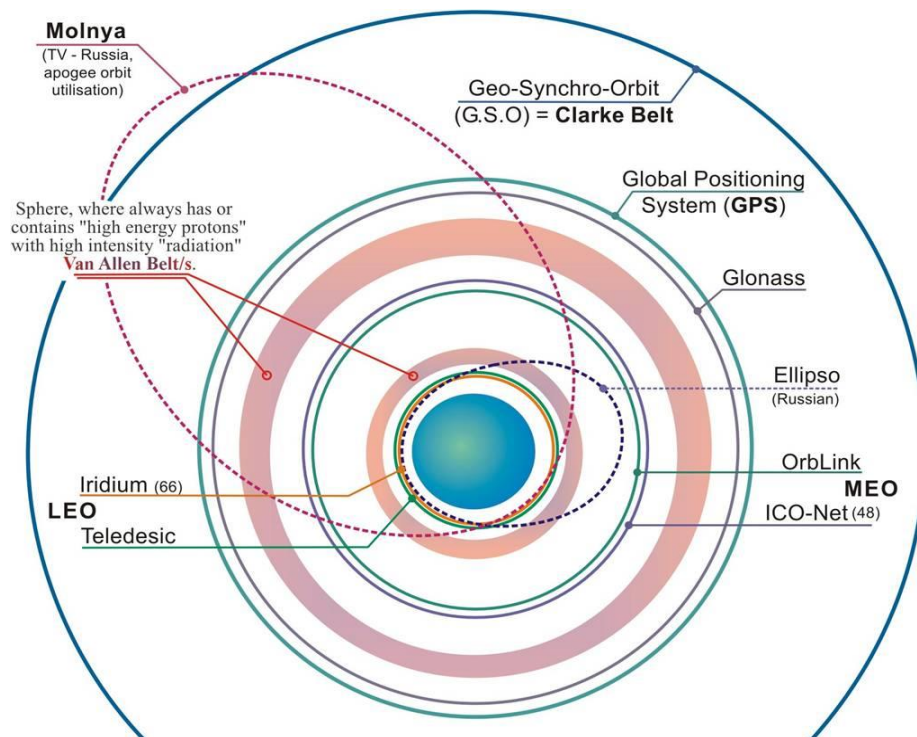 Molnya
(TV - Russia,
apogee orbit
utilisation)
Geo-Synchro-Orbit
(G.S.O) = Clarke Belt
Global Positioning
System (GPS)
Sphere, where always has or
contains "high energy protons"
with high intensity "radiation"
Van Allen Belt/s.
Glonass
Ellipso
(Russian)
Iridium (66)
LEO
Teledesic
OrbLink
MEO
ICO-Net (48)